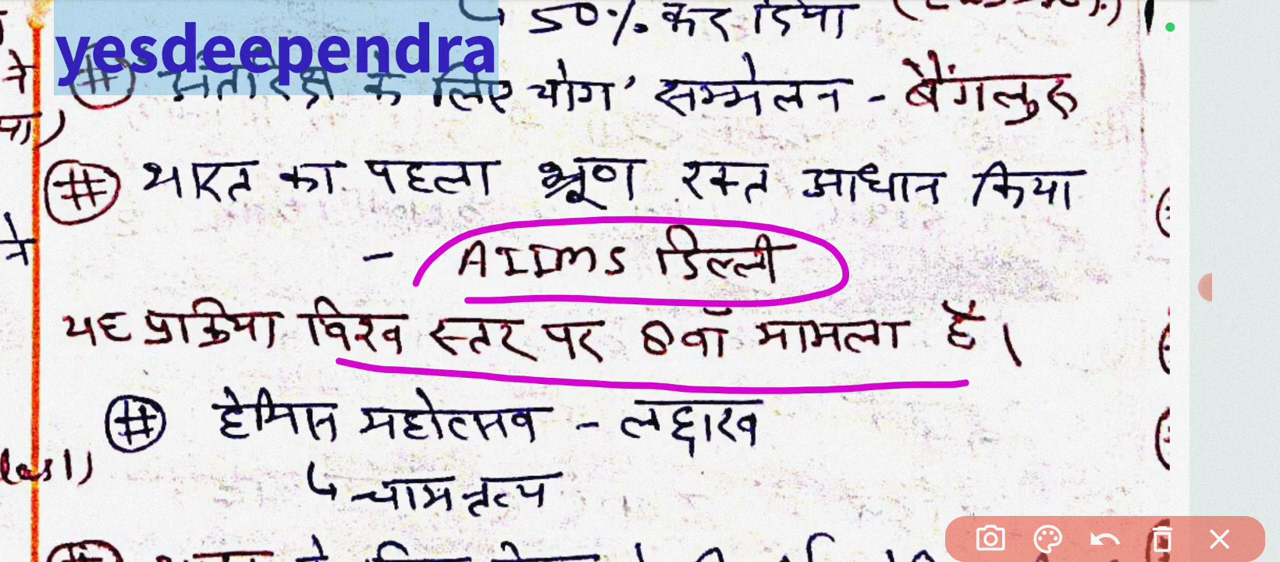 ↳ 50% कर दिया
yesdeependra
# अंतरिक्ष के लिए योग' सम्मेलन - बैंगलुरु
# भारत का पहला भ्रूण रक्त आधान किया
- AIIMS दिल्ली
यह प्रक्रिया विश्व स्तर पर 8वाँ मामला है।
# हेमिस महोत्सव - लद्दाख
↳ चाम नृत्य